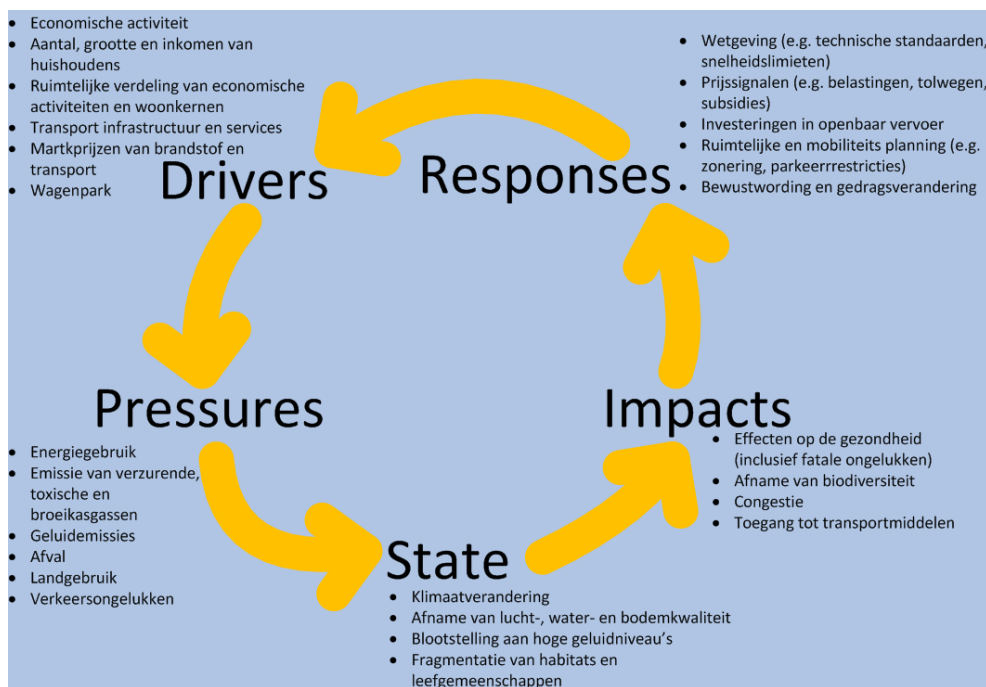 • Economische activiteit
• Aantal, grootte en inkomen van
huishoudens
• Ruimtelijke verdeling van economische
activiteiten en woonkernen
• Transport infrastructuur en services
• Martkprijzen van brandstof en
transport
• Wagenpark
Drivers
Responses
• Wetgeving (e.g. technische standaarden,
snelheidslimieten)
• Prijssignalen (e.g. belastingen, tolwegen,
subsidies)
• Investeringen in openbaar vervoer
• Ruimtelijke en mobiliteits planning (e.g.
zonering, parkeerrrestricties)
• Bewustwording en gedragsverandering
Pressures
• Energiegebruik
• Emissie van verzurende,
toxische en
broeikasgassen
• Geluidemissies
• Afval
• Landgebruik
• Verkeersongelukken
Impacts
• Effecten op de gezondheid
(inclusief fatale ongelukken)
• Afname van biodiversiteit
• Congestie
• Toegang tot transportmiddelen
State
• Klimaatverandering
• Afname van lucht-, water- en bodemkwaliteit
• Blootstelling aan hoge geluidniveau's
• Fragmentatie van habitats en
leefgemeenschappen